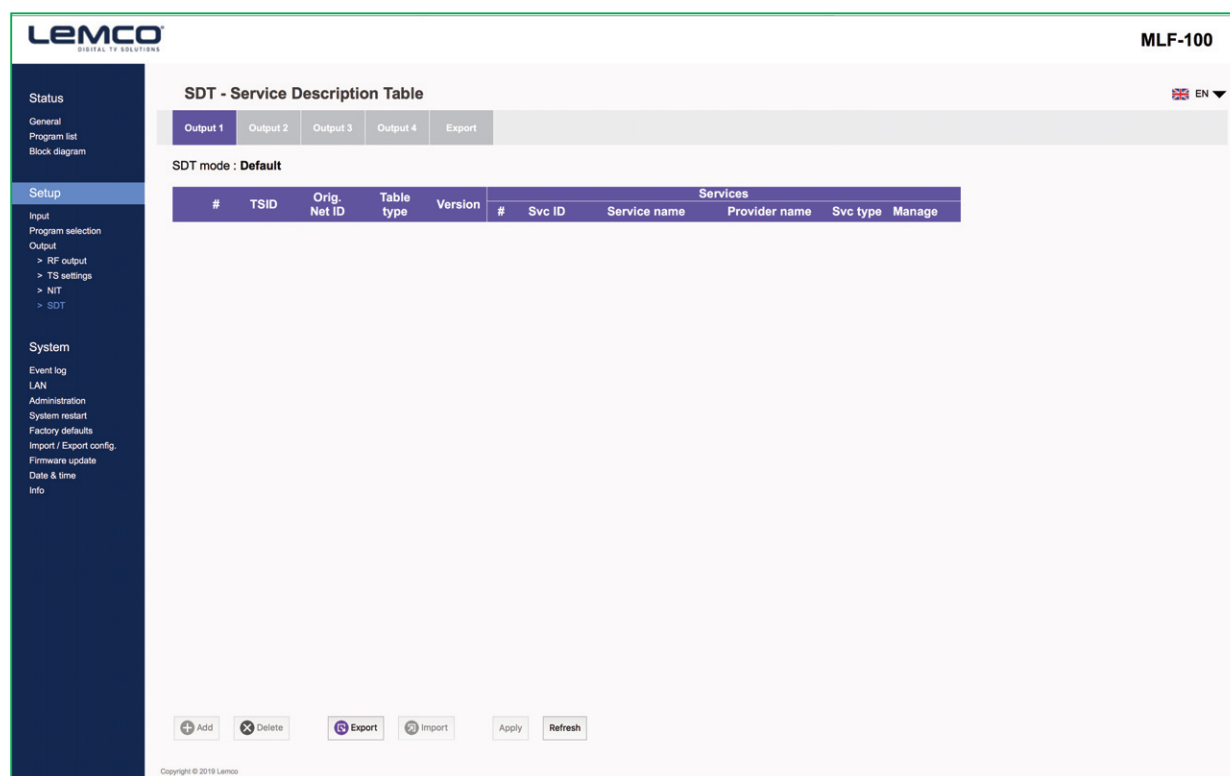 LEMCO
DIGITAL TV SOLUTIONS
MLF-100
Status
General
Program list
Block diagram
Setup
Input
Program selection
Output
> RF output
> TS settings
> NIT
> SDT
System
Event log
LAN
Administration
System restart
Factory defaults
Import / Export config.
Firmware update
Date & time
Info
SDT - Service Description Table
EN
Output 1 Output 2 Output 3 Output 4 Export
SDT mode : Default
# TSID Orig. Net ID Table type Version Services
# Svc ID Service name Provider name Svc type Manage
Add Delete Export Import Apply Refresh
Copyright © 2019 Lemco